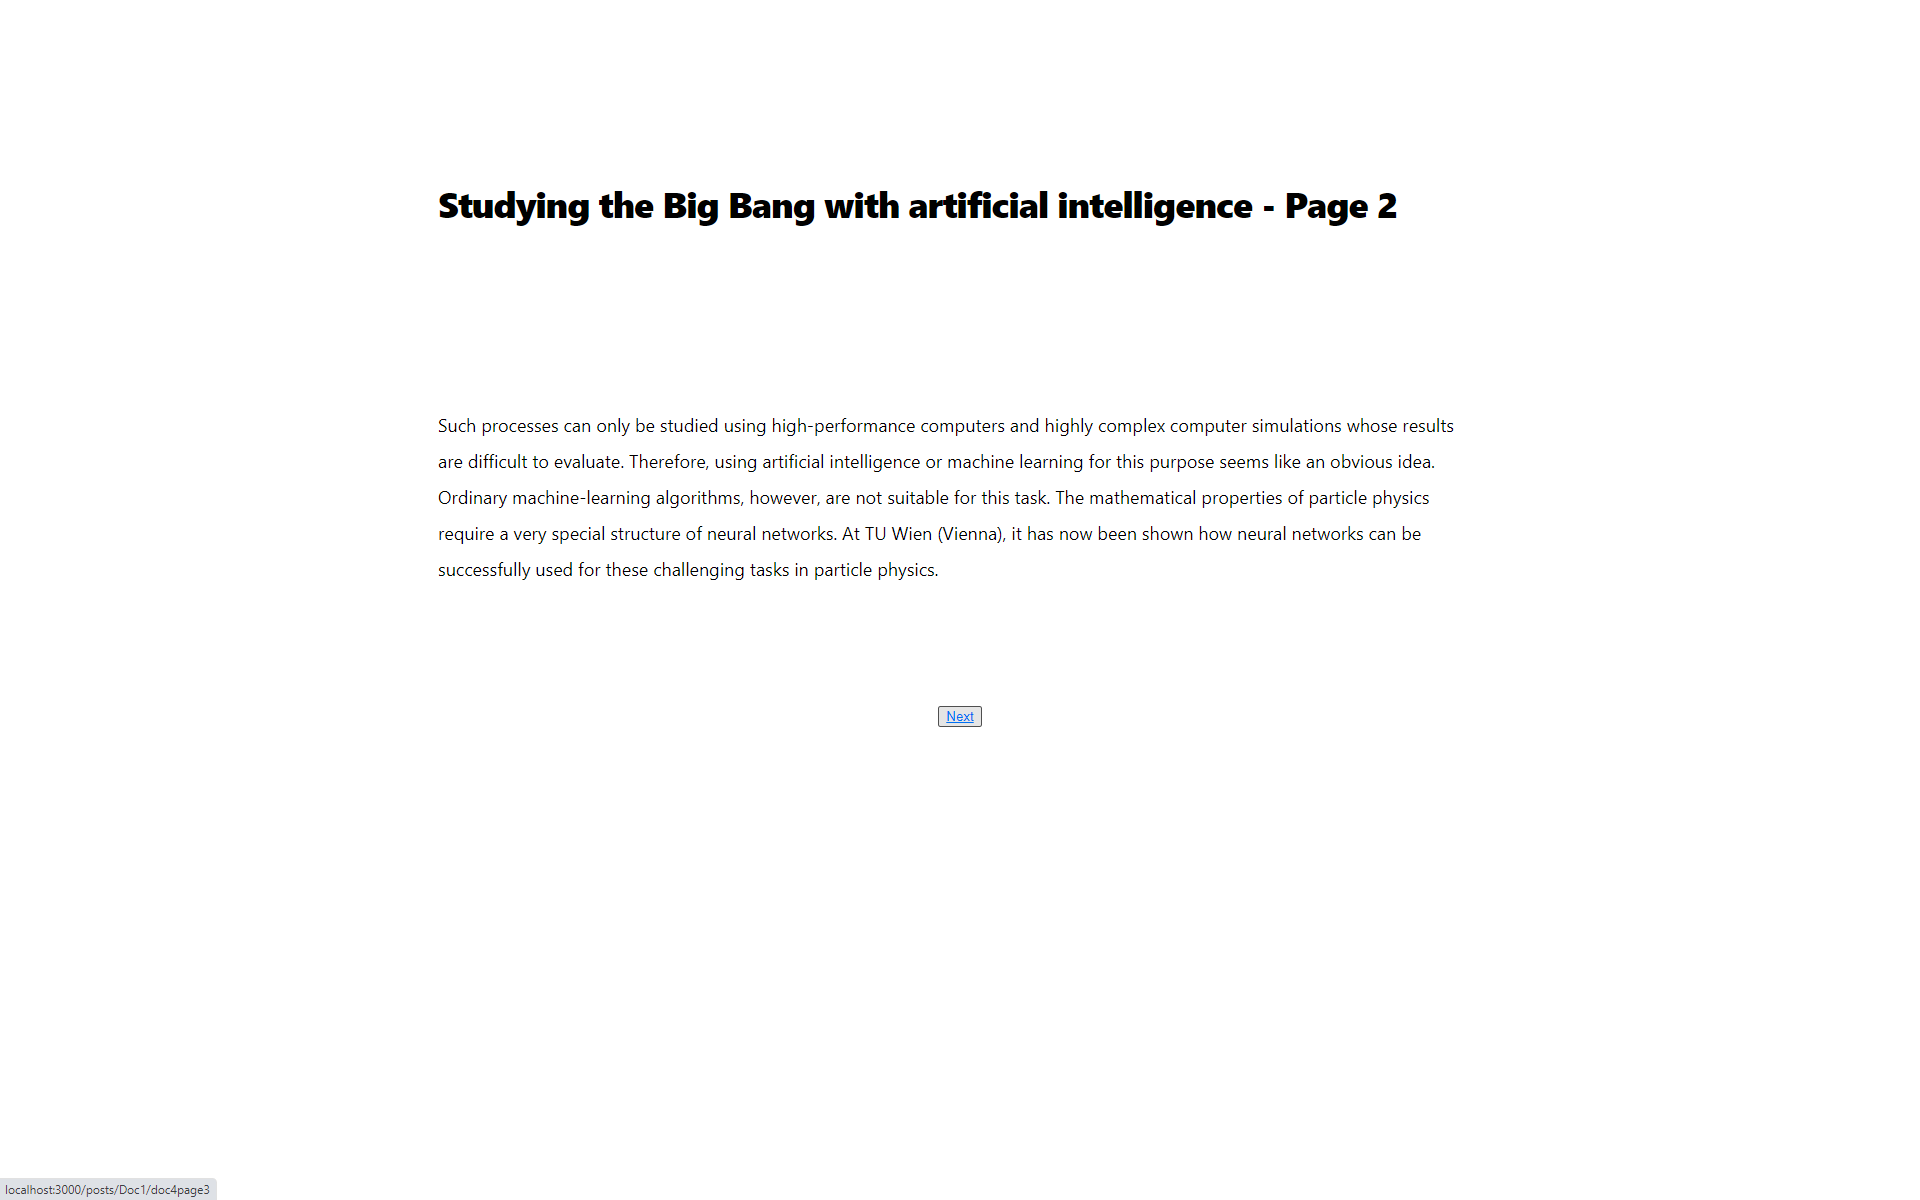 Studying the Big Bang with artificial intelligence - Page 2
Such processes can only be studied using high-performance computers and highly complex computer simulations whose results
are difficult to evaluate. Therefore, using artificial intelligence or machine learning for this purpose seems like an obvious idea.
Ordinary machine-learning algorithms, however, are not suitable for this task. The mathematical properties of particle physics
require a very special structure of neural networks. At TU Wien (Vienna), it has now been shown how neural networks can be
successfully used for these challenging tasks in particle physics.
Next
localhost:3000/posts/Doc1/doc4page3